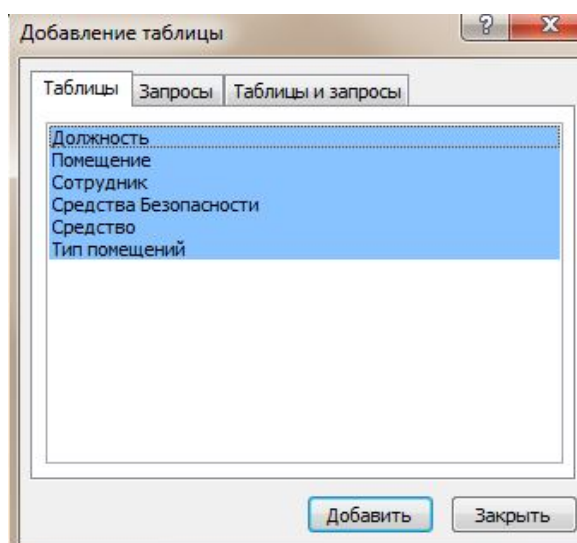 Добавление таблицы
Таблицы Запросы Таблицы и запросы
Должность
Помещение
Сотрудник
Средства Безопасности
Средство
Тип помещений
Добавить Закрыть